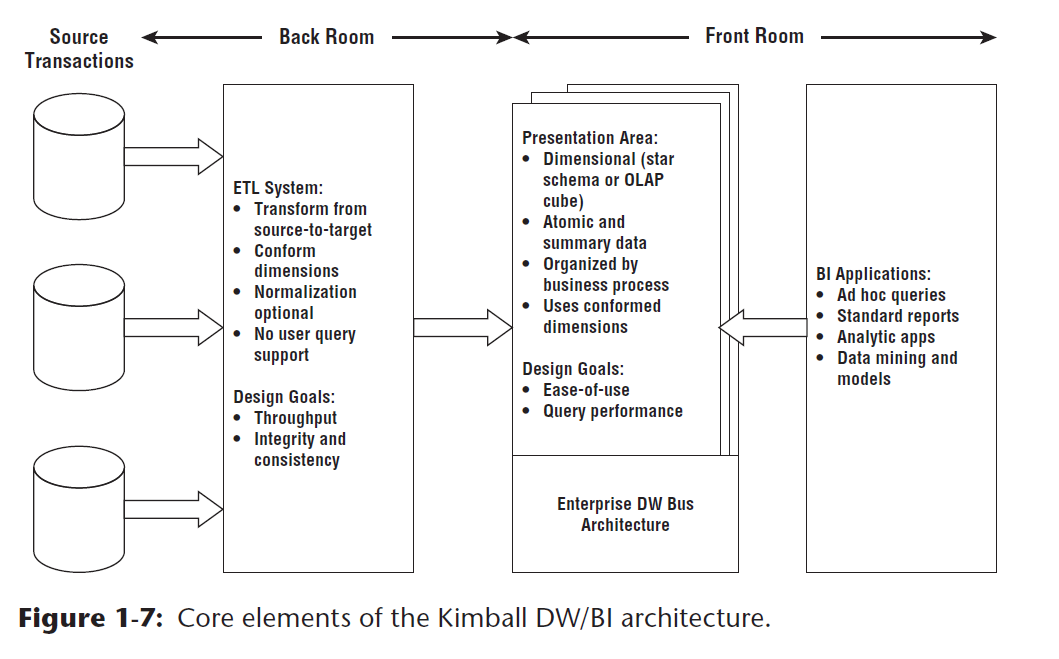 Source
Transactions
Back Room
Front Room
ETL System:
• Transform from
source-to-target
• Conform
dimensions
• Normalization
optional
• No user query
support
Design Goals:
• Throughput
• Integrity and
consistency
Presentation Area:
• Dimensional (star
schema or OLAP
cube)
• Atomic and
summary data
• Organized by
business process
• Uses conformed
dimensions
Design Goals:
• Ease-of-use
• Query performance
Enterprise DW Bus
Architecture
BI Applications:
• Ad hoc queries
• Standard reports
• Analytic apps
• Data mining and
models
Figure 1-7: Core elements of the Kimball DW/BI architecture.